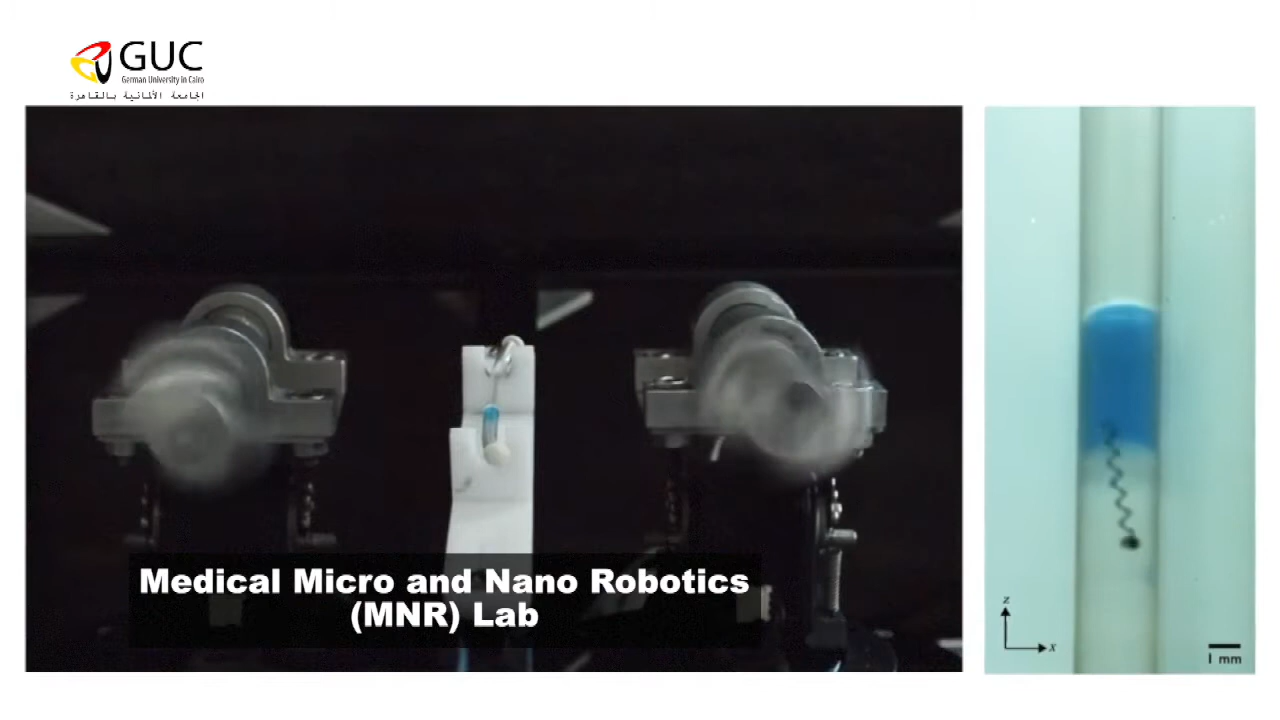 GUC
German University in Cairo
الجامعة الألمانية بالقاهرة
Medical Micro and Nano Robotics
(MNR) Lab
z
x
1 mm